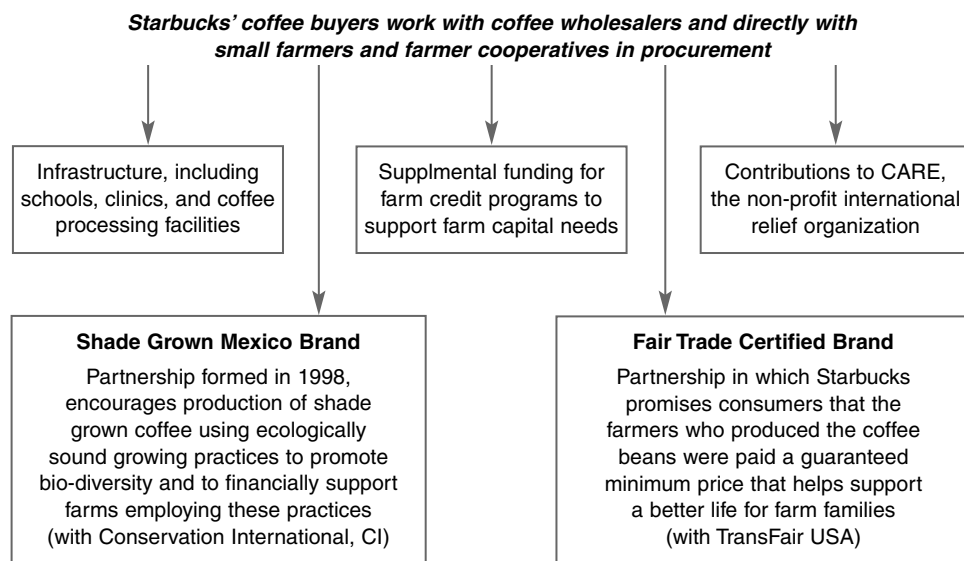 Starbucks’ coffee buyers work with coffee wholesalers and directly with
small farmers and farmer cooperatives in procurement
Infrastructure, including
schools, clinics, and coffee
processing facilities
Supplmental funding for
farm credit programs to
support farm capital needs
Contributions to CARE,
the non-profit international
relief organization
Shade Grown Mexico Brand
Partnership formed in 1998,
encourages production of shade
grown coffee using ecologically
sound growing practices to promote
bio-diversity and to financially support
farms employing these practices
(with Conservation International, CI)
Fair Trade Certified Brand
Partnership in which Starbucks
promises consumers that the
farmers who produced the coffee
beans were paid a guaranteed
minimum price that helps support
a better life for farm families
(with TransFair USA)